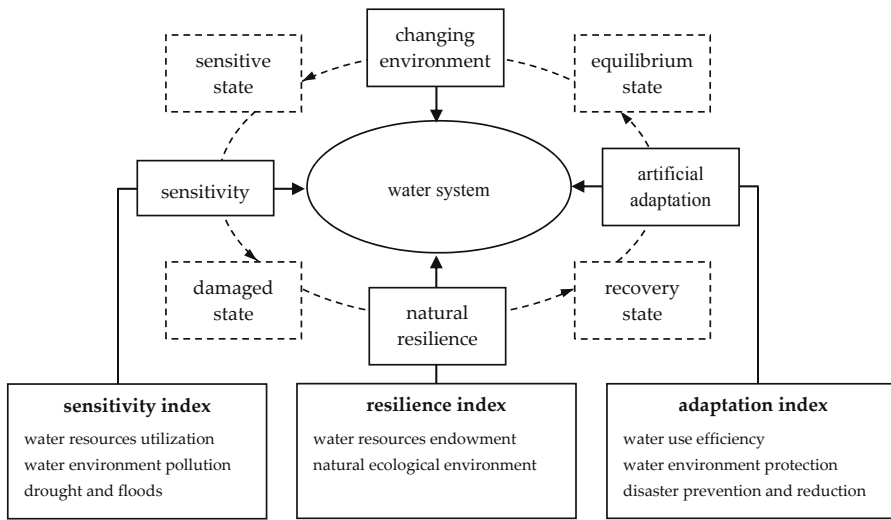 changing
environment
sensitive
state
equilibrium
state
sensitivity
water system
artificial
adaptation
damaged
state
natural
resilience
recovery
state
sensitivity index
water resources utilization
water environment pollution
drought and floods
resilience index
water resources endowment
natural ecological environment
adaptation index
water use efficiency
water environment protection
disaster prevention and reduction